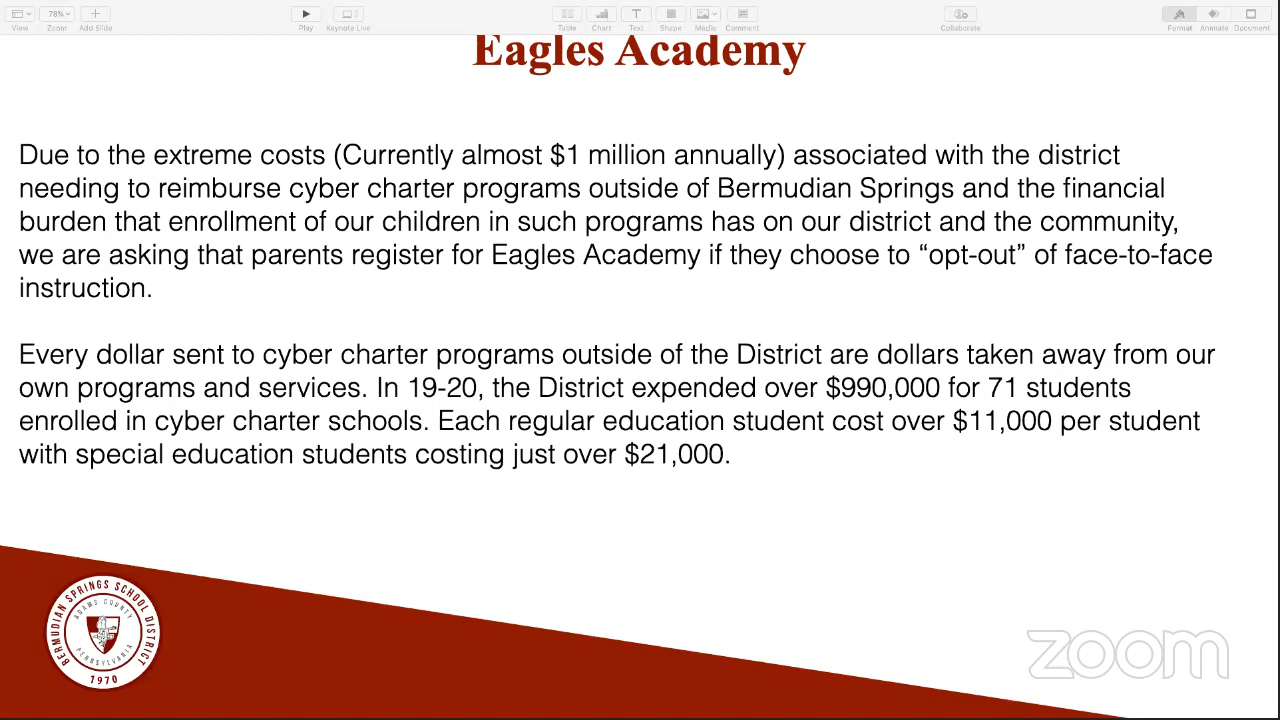 View
78%
Zoom
Add Slide
Play
Keynote Live
Table
Chart
Text
Shape
Media
Comment
Collaborate
Format
Animate
Document
Eagles Academy
Due to the extreme costs (Currently almost $1 million annually) associated with the district
needing to reimburse cyber charter programs outside of Bermudian Springs and the financial
burden that enrollment of our children in such programs has on our district and the community,
we are asking that parents register for Eagles Academy if they choose to “opt-out” of face-to-face
instruction.
Every dollar sent to cyber charter programs outside of the District are dollars taken away from our
own programs and services. In 19-20, the District expended over $990,000 for 71 students
enrolled in cyber charter schools. Each regular education student cost over $11,000 per student
with special education students costing just over $21,000.
BERMUDIAN SPRINGS SCHOOL DISTRICT
ADAMS COUNTY
PENNSYLVANIA
1970
zoom